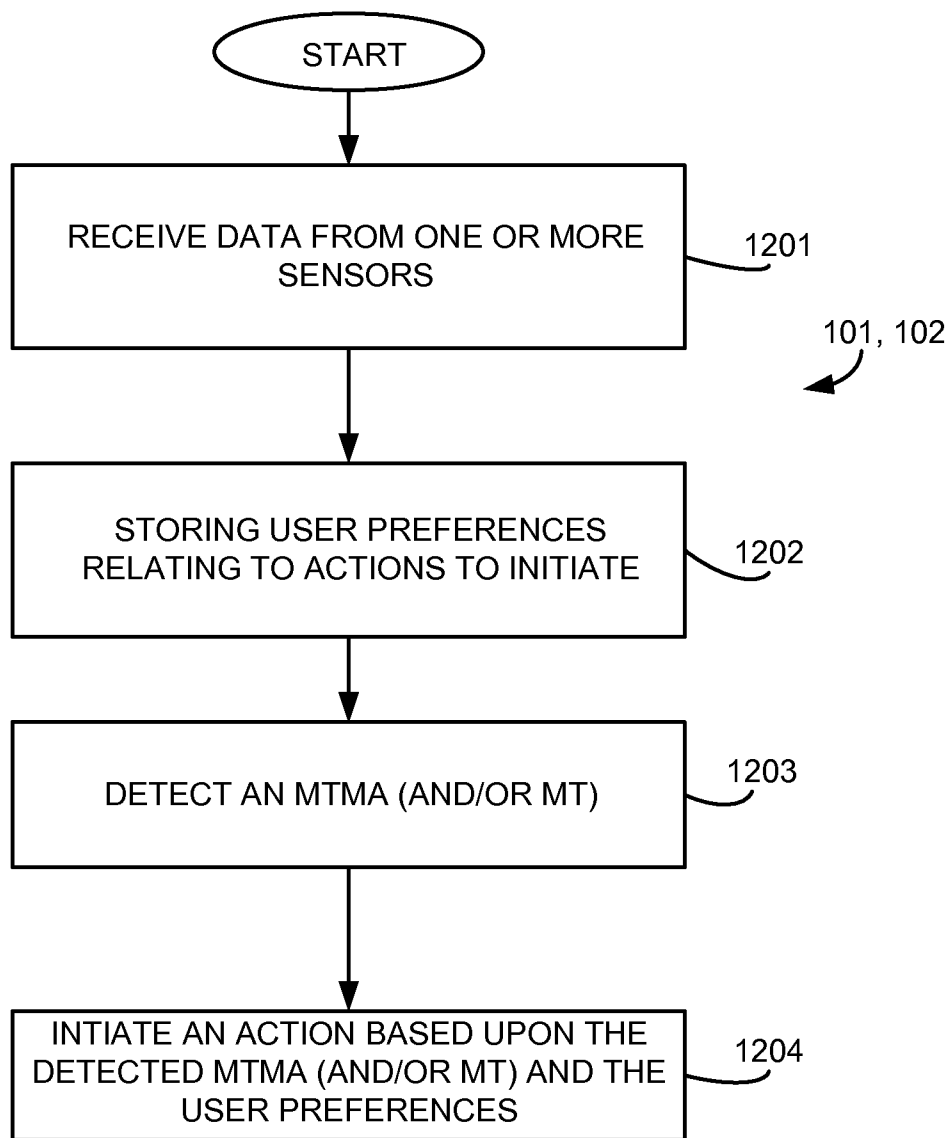 START
RECEIVE DATA FROM ONE OR MORE
SENSORS
1201
101, 102
STORING USER PREFERENCES
RELATING TO ACTIONS TO INITIATE
1202
DETECT AN MTMA (AND/OR MT)
1203
INTIATE AN ACTION BASED UPON THE
DETECTED MTMA (AND/OR MT) AND THE
USER PREFERENCES
1204